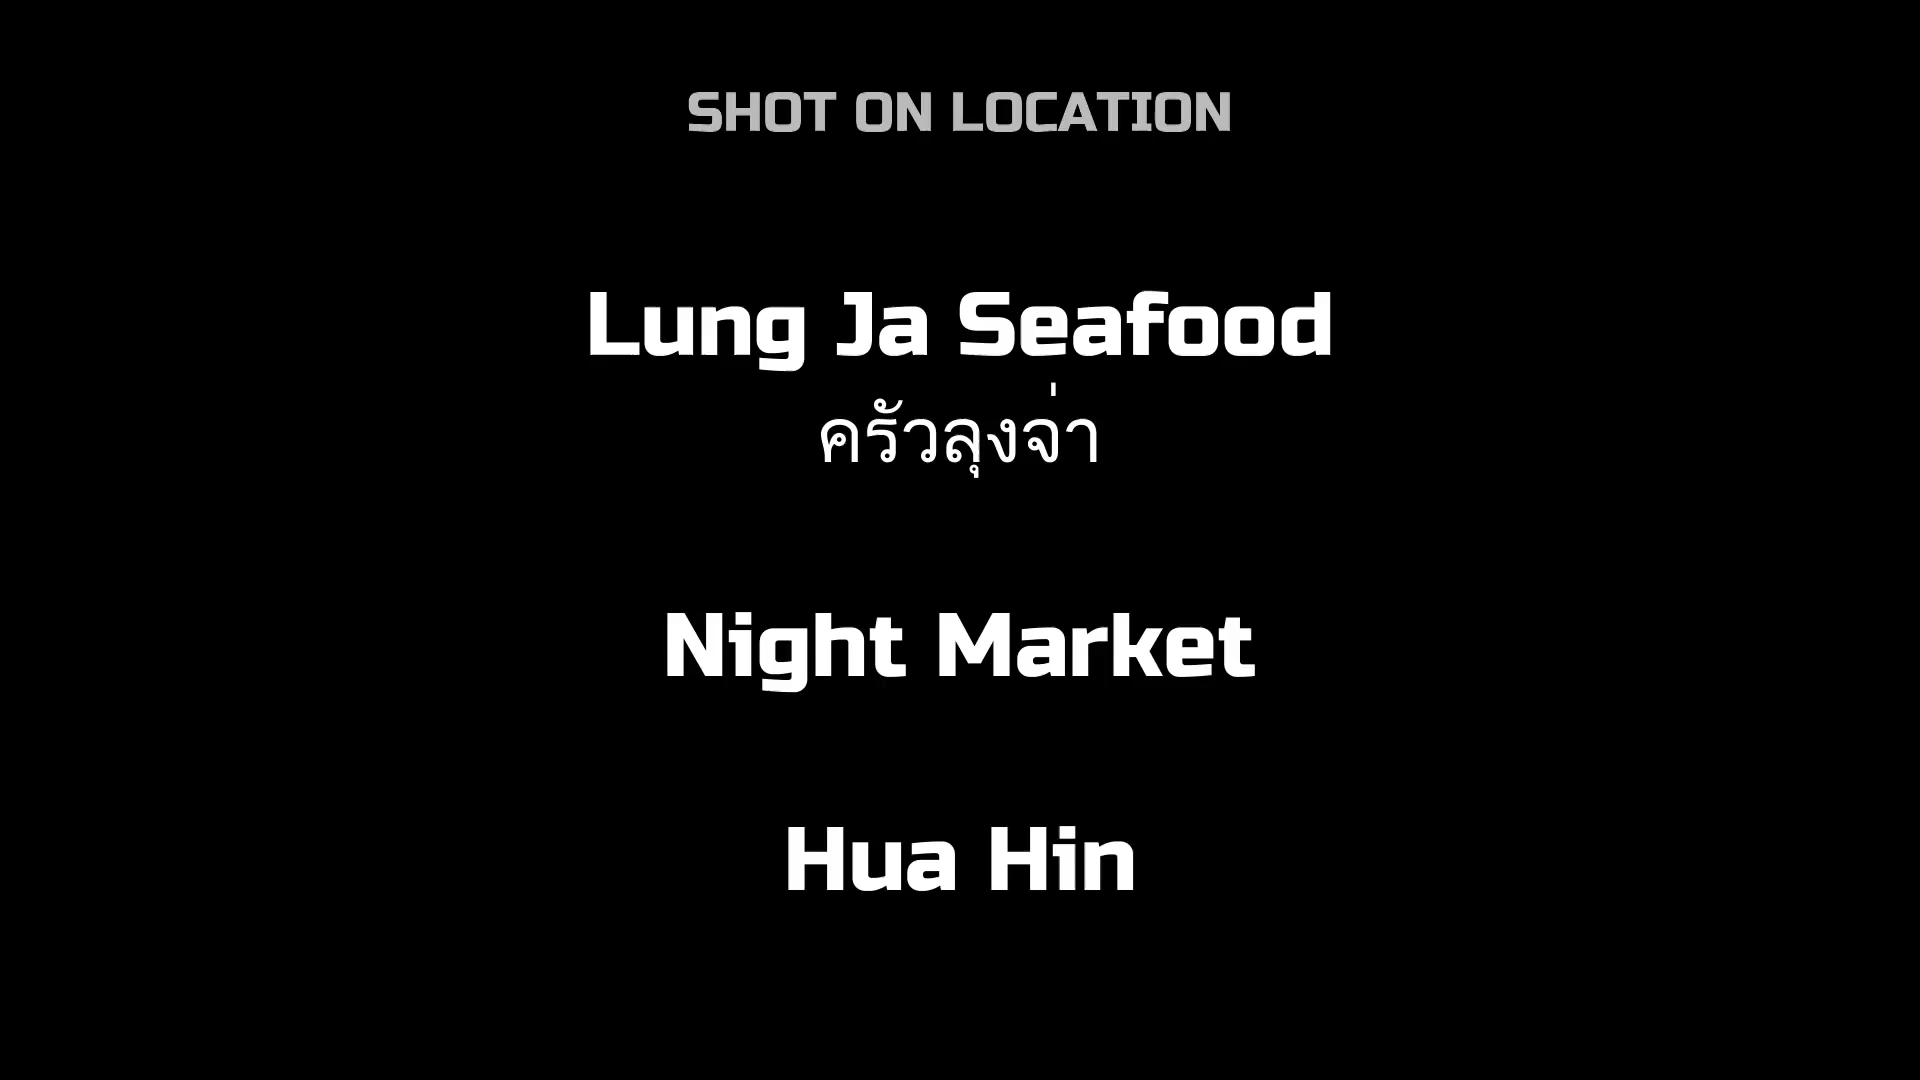 SHOT ON LOCATION
Lung Ja Seafood
ครัวลุงจ่า
Night Market
Hua Hin